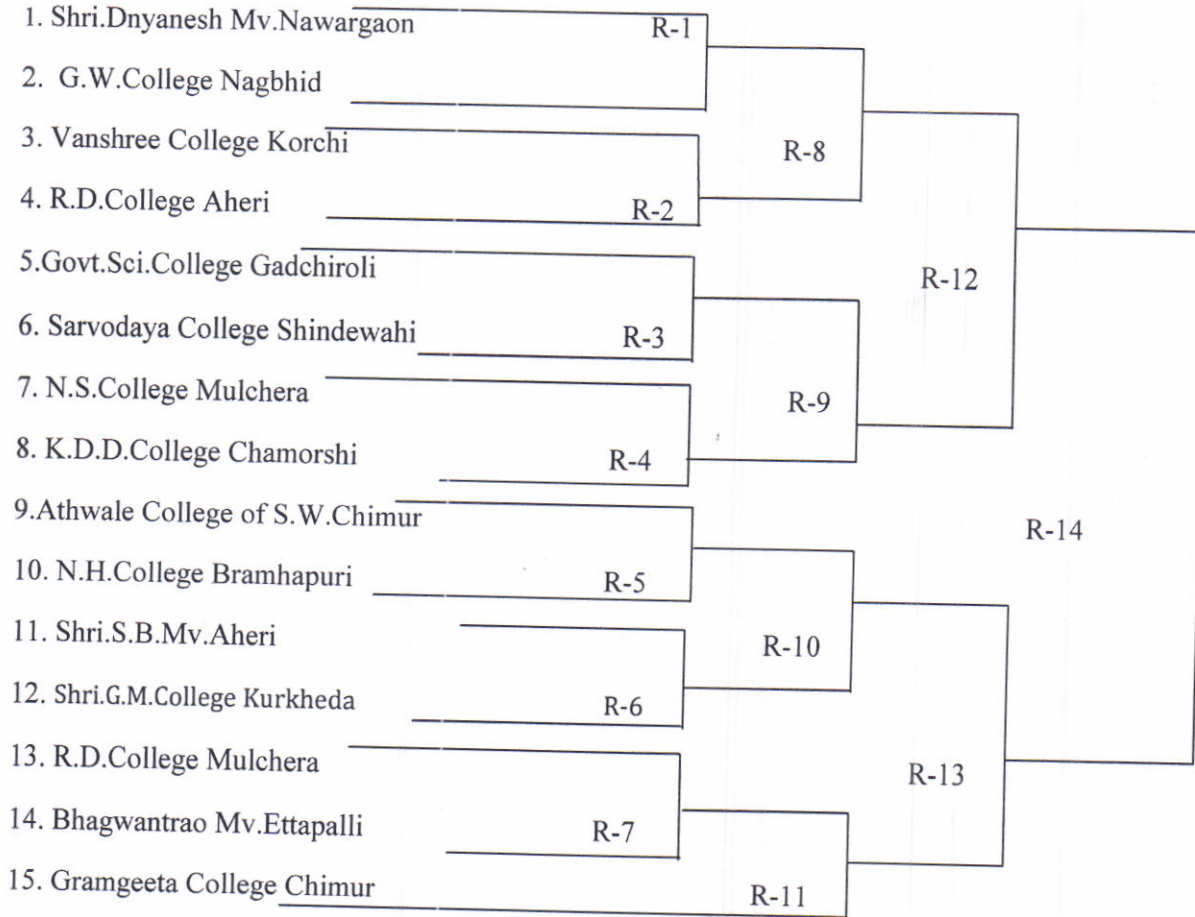 1. Shri.Dnyanesh Mv.Nawargaon R-1
2. G.W.College Nagbhid
3. Vanshree College Korchi R-8
4. R.D.College Aheri R-2
5.Govt.Sci.College Gadchiroli R-12
6. Sarvodaya College Shindewahi R-3
7. N.S.College Mulchera R-9
8. K.D.D.College Chamorshi R-4
9.Athwale College of S.W.Chimur R-14
10. N.H.College Bramhapuri R-5
11. Shri.S.B.Mv.Aheri R-10
12. Shri.G.M.College Kurkheda R-6
13. R.D.College Mulchera R-13
14. Bhagwantrao Mv.Ettapalli R-7
15. Gramgeeta College Chimur R-11